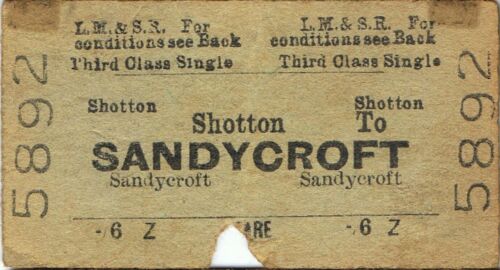 L.M.& S.R. For L.M.& S.R. For
conditions see Back conditions see Back
Third Class Single Third Class Single
5892 5892
Shotton Shotton
Shotton To
SANDYCROFT
Sandycroft Sandycroft
-6 Z ARE -6 Z